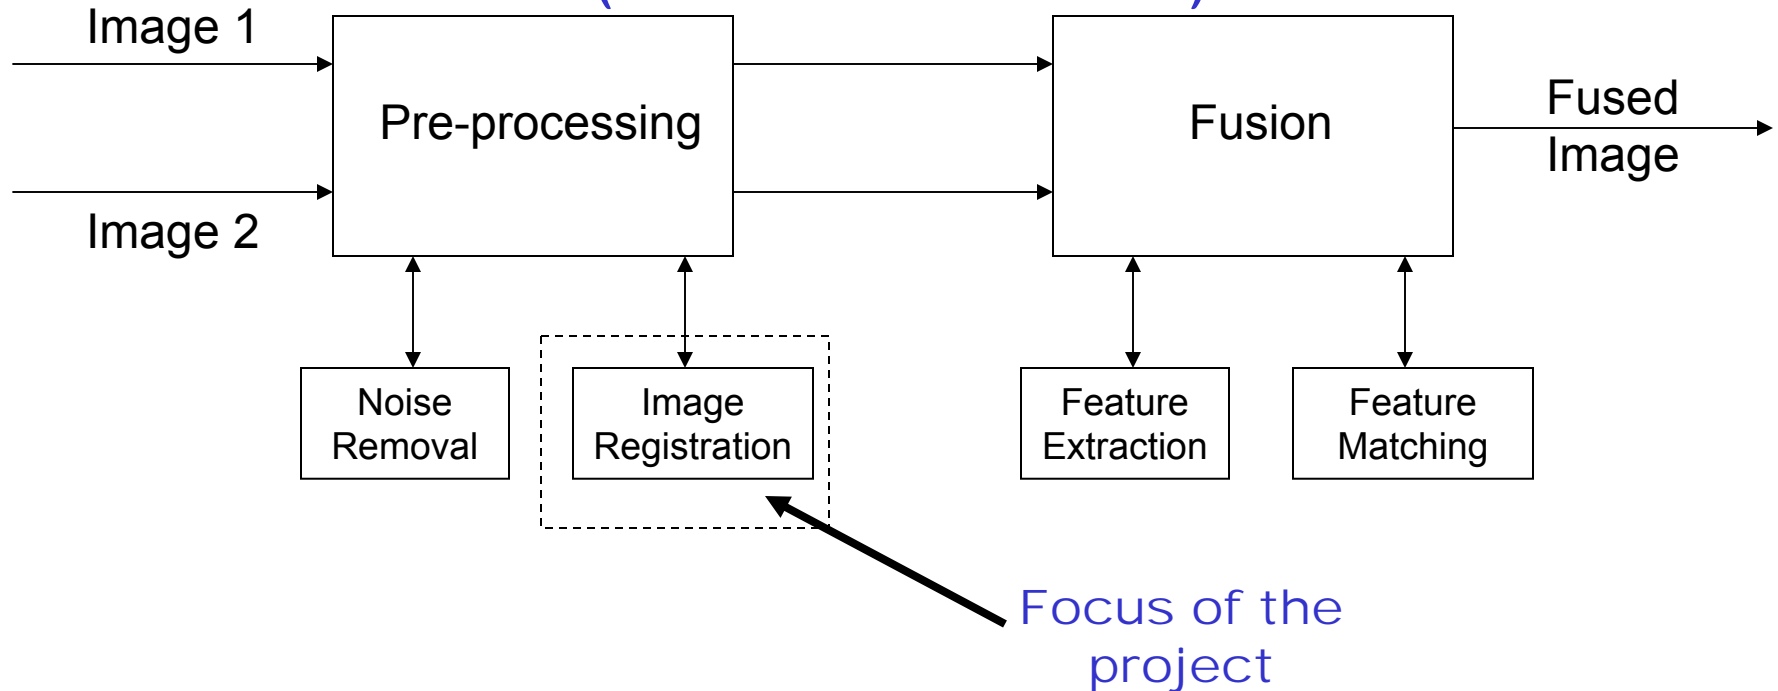 Image 1
Image 2
Pre-processing
Fusion
Fused
Image
Noise
Removal
Image
Registration
Feature
Extraction
Feature
Matching
Focus of the
project